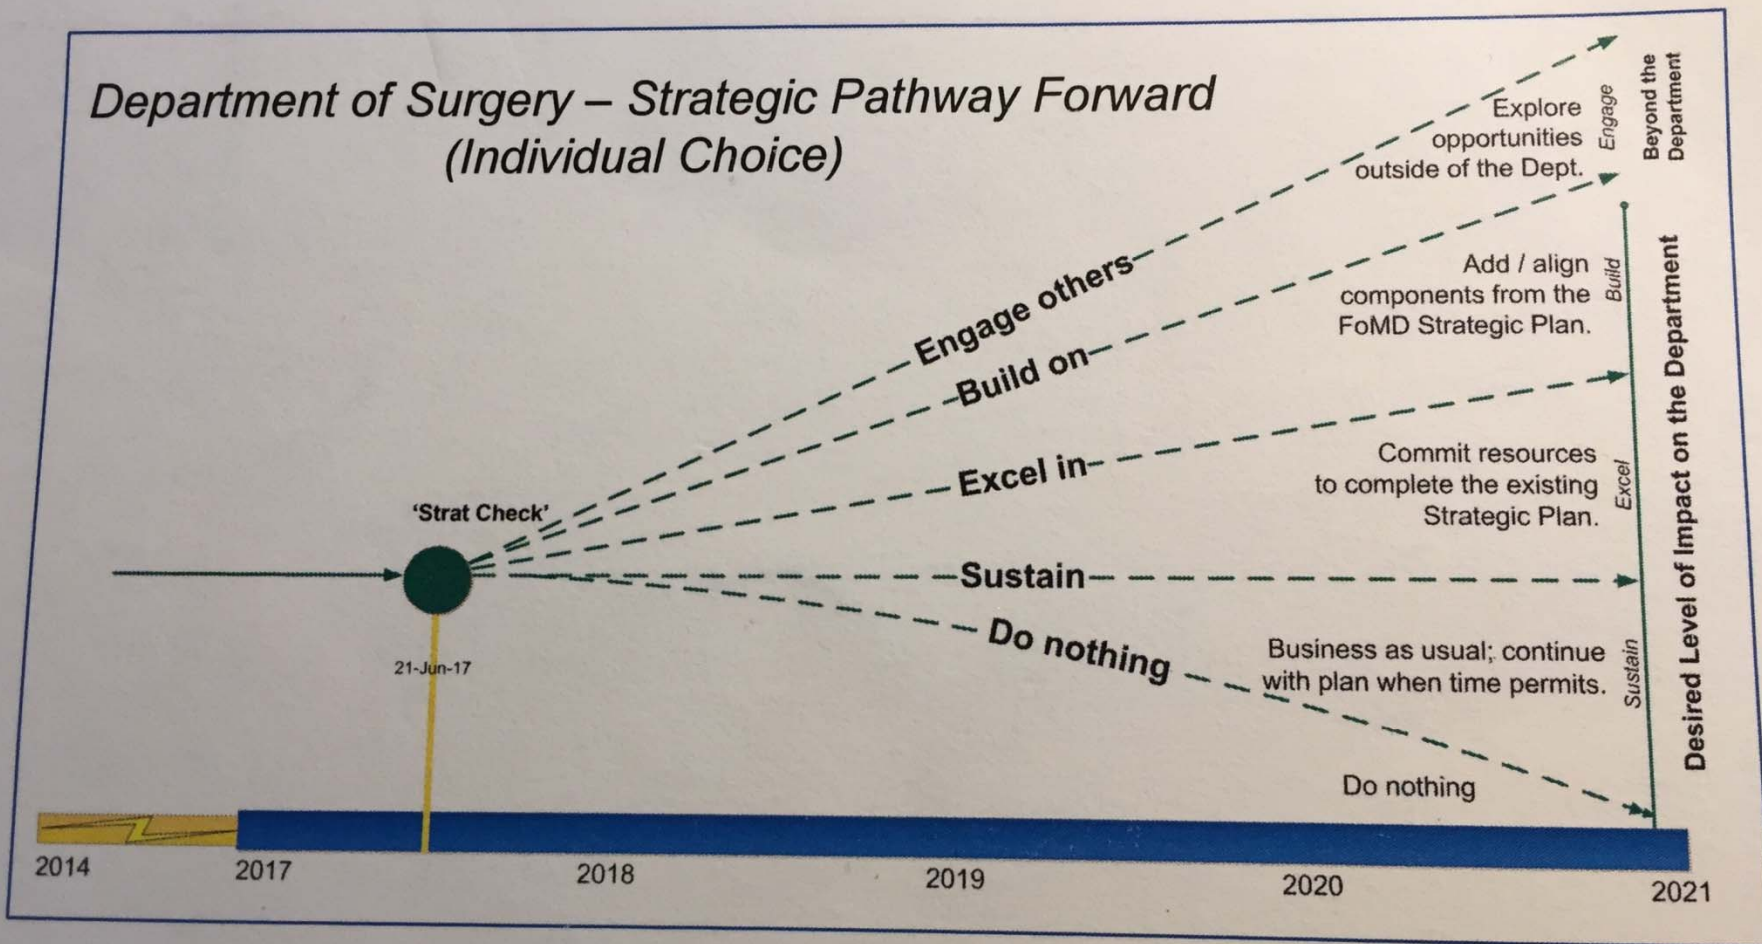 Department of Surgery – Strategic Pathway Forward
(Individual Choice)
Explore
opportunities
outside of the Dept.
Engage
Beyond the
Department
Engage others
Build on
Add / align
components from the
FoMD Strategic Plan.
Build
Excel in
Commit resources
to complete the existing
Strategic Plan.
Excel
'Strat Check'
Sustain
Do nothing
Business as usual; continue
with plan when time permits.
Sustain
Desired Level of Impact on the Department
21-Jun-17
Do nothing
2014
2017
2018
2019
2020
2021